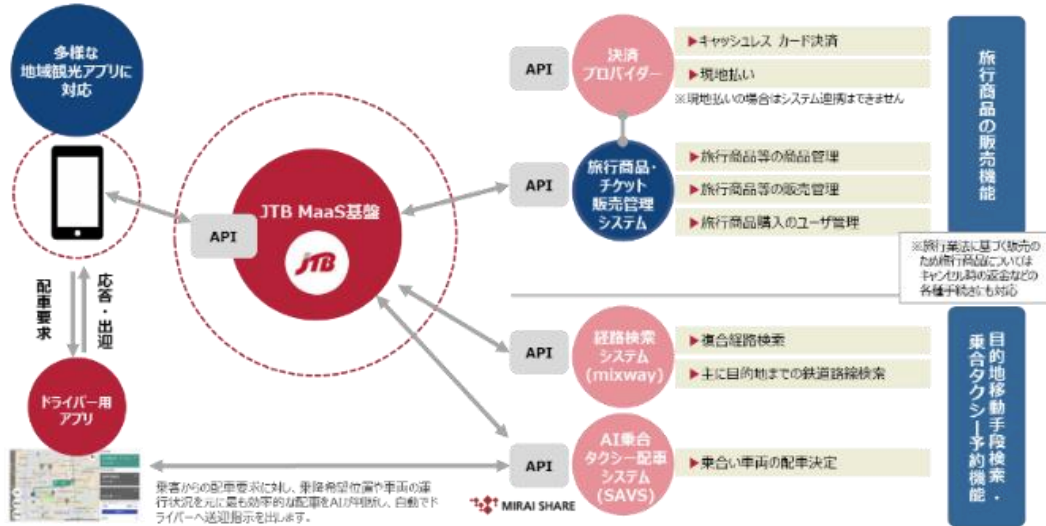 多様な
地域観光アプリに
対応
配車要求
応答・出迎
ドライバー用
アプリ
API
JTB MaaS基盤
JTB
API
決済
プロバイダー
▶キャッシュレス カード決済
▶現地払い
※現地払いの場合はシステム連携はできません
API
旅行商品・
チケット
販売管理
システム
▶旅行商品等の商品管理
▶旅行商品等の販売管理
▶旅行商品購入のユーザ管理
旅行商品の販売機能
※旅行業法に基づく販売の
ため旅行商品については
キャンセル時の返金などの
各種手続きにも対応
API
経路検索
システム
(mixway)
▶複合経路検索
▶主に目的地までの鉄道路線検索
API
AI乗合
タクシー配車
システム
(SAVS)
▶乗合い車両の配車決定
目的地移動手段検索・
乗合タクシー予約機能
乗客からの配車要求に対し、乗降希望位置や車両の運
行状況を元に最も効率的な配車をAIが判断し、自動でド
ライバーへ送迎指示を出します。
MIRAI SHARE